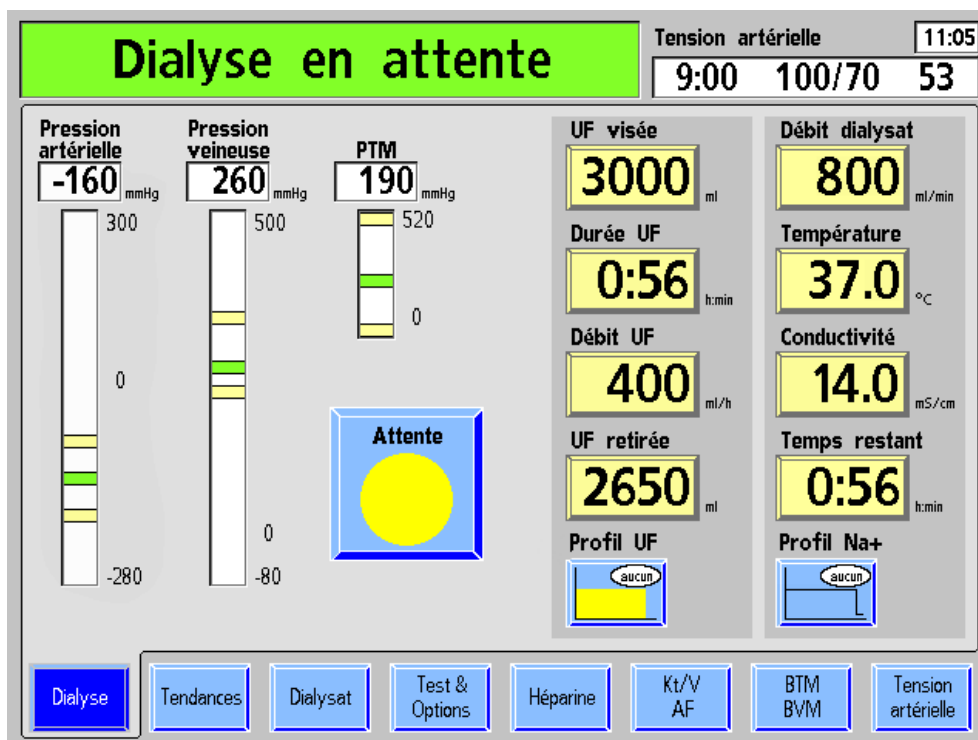 Dialyse en attente
Tension artérielle
11:05
9:00 100/70 53
Pression
artérielle
-160 mmHg
300
0
-280
Pression
veineuse
260 mmHg
500
0
-80
PTM
190 mmHg
520
0
Attente
UF visée
3000 ml
Durée UF
0:56 h:min
Débit UF
400 ml/h
UF retirée
2650 ml
Profil UF
aucun
Débit dialysat
800 ml/min
Température
37.0 °C
Conductivité
14.0 mS/cm
Temps restant
0:56 h:min
Profil Na+
aucun
Dialyse
Tendances
Dialysat
Test &
Options
Héparine
Kt/V
AF
BTM
BVM
Tension
artérielle